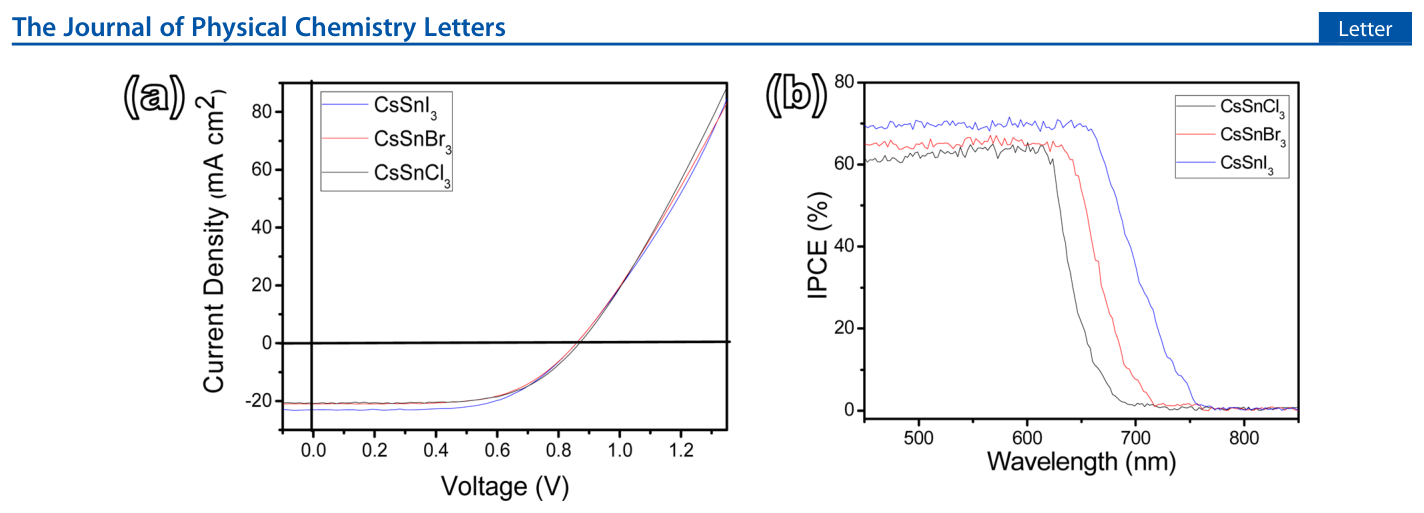 The Journal of Physical Chemistry Letters
Letter
(a)
Current Density (mA cm2)
80
60
40
20
0
-20
CsSnI3
CsSnBr3
CsSnCl3
0.0 0.2 0.4 0.6 0.8 1.0 1.2
Voltage (V)
(b)
IPCE (%)
80
60
40
20
0
CsSnCl3
CsSnBr3
CsSnI3
500 600 700 800
Wavelength (nm)